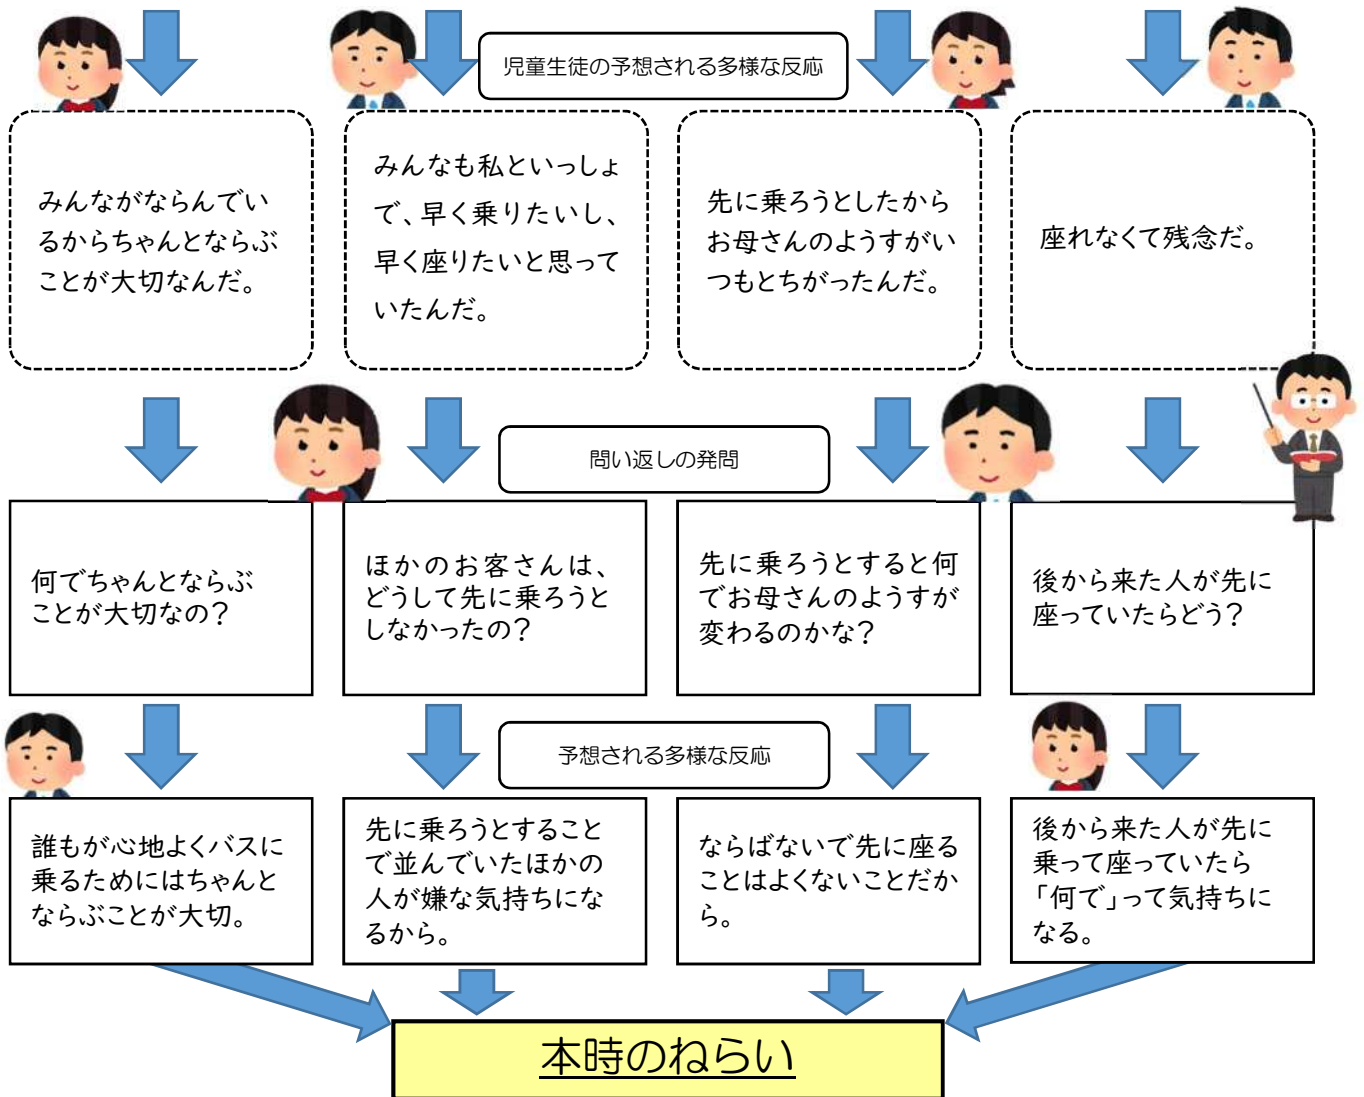 児童生徒の予想される多様な反応
みんながならんでい
るからちゃんとならぶ
ことが大切なんだ。
みんなも私といっしょ
で、早く乗りたいし、
早く座りたいと思って
いたんだ。
先に乗ろうとしたから
お母さんのようすがい
つもとちがったんだ。
座れなくて残念だ。
問い返しの発問
何でちゃんとならぶ
ことが大切なの？
ほかのお客さんは、
どうして先に乗ろうと
しなかったの？
先に乗ろうとすると何
でお母さんのようすが
変わるのかな？
後から来た人が先に
座っていたらどう？
予想される多様な反応
誰もが心地よくバスに
乗るためにはちゃんと
ならぶことが大切。
先に乗ろうとすること
で並んでいたほかの
人が嫌な気持ちにな
るから。
ならばないで先に座る
ことはよくないことだか
ら。
後から来た人が先に
乗って座っていたら
「何で」って気持ちに
なる。
本時のねらい